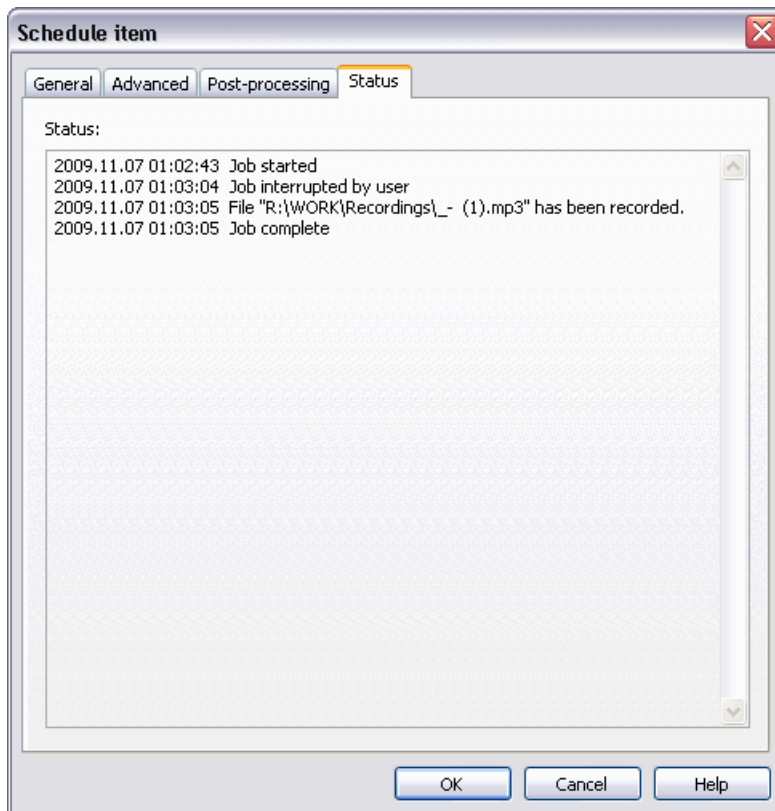 Schedule item
General Advanced Post-processing Status
Status:
2009.11.07 01:02:43 Job started
2009.11.07 01:03:04 Job interrupted by user
2009.11.07 01:03:05 File "R:\WORK\Recordings\_- (1).mp3" has been recorded.
2009.11.07 01:03:05 Job complete
OK Cancel Help